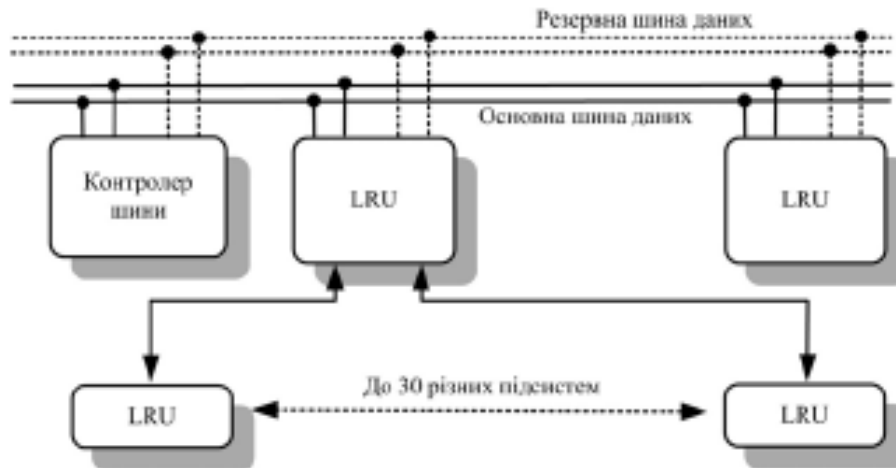 Резервна шина даних
Основна шина даних
Контролер
шини
LRU
LRU
До 30 різних підсистем
LRU
LRU